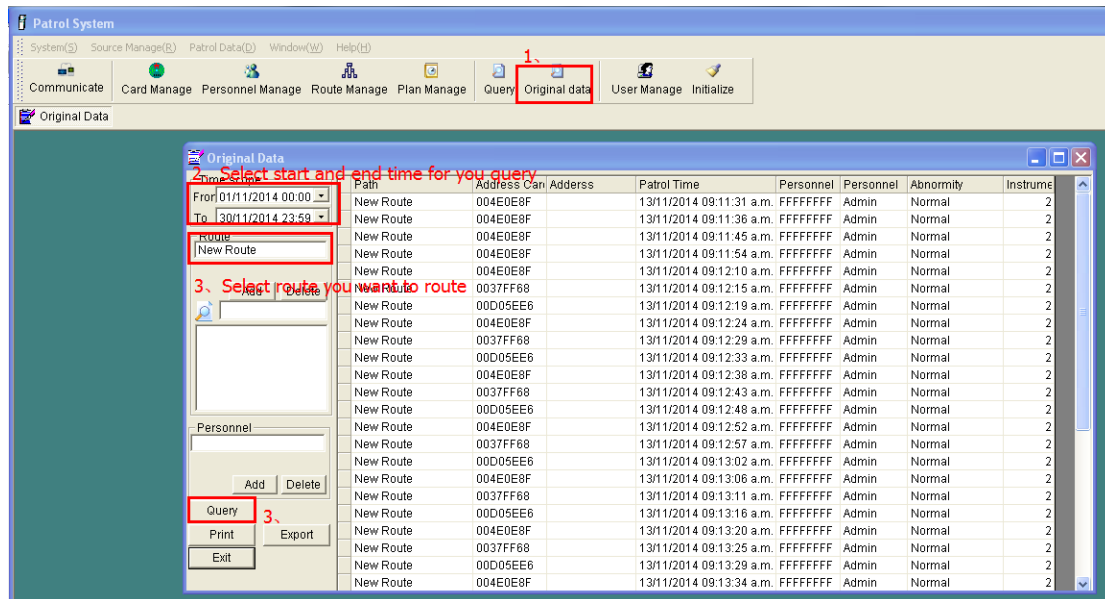 Patrol System
System(S) Source Manage(R) Patrol Data(D) Window(W) Help(H)
1、
Communicate Card Manage Personnel Manage Route Manage Plan Manage Query Original data User Manage Initialize
Original Data
Original Data
2、 Select start and end time for you query
Time scope
Path Address Card Adderss Patrol Time Personnel Personnel Abnormity Instrume
From 01/11/2014 00:00
To 30/11/2014 23:59
Route
New Route
3、Select route you want to route
Add Delete
Personnel
Add Delete
Query 3、
Print Export
Exit
New Route 004E0E8F 13/11/2014 09:11:31 a.m. FFFFFFFF Admin Normal 2
New Route 004E0E8F 13/11/2014 09:11:36 a.m. FFFFFFFF Admin Normal 2
New Route 004E0E8F 13/11/2014 09:11:45 a.m. FFFFFFFF Admin Normal 2
New Route 004E0E8F 13/11/2014 09:11:54 a.m. FFFFFFFF Admin Normal 2
New Route 004E0E8F 13/11/2014 09:12:10 a.m. FFFFFFFF Admin Normal 2
New Route 0037FF68 13/11/2014 09:12:15 a.m. FFFFFFFF Admin Normal 2
New Route 00D05EE6 13/11/2014 09:12:19 a.m. FFFFFFFF Admin Normal 2
New Route 004E0E8F 13/11/2014 09:12:24 a.m. FFFFFFFF Admin Normal 2
New Route 0037FF68 13/11/2014 09:12:29 a.m. FFFFFFFF Admin Normal 2
New Route 00D05EE6 13/11/2014 09:12:33 a.m. FFFFFFFF Admin Normal 2
New Route 004E0E8F 13/11/2014 09:12:38 a.m. FFFFFFFF Admin Normal 2
New Route 0037FF68 13/11/2014 09:12:43 a.m. FFFFFFFF Admin Normal 2
New Route 00D05EE6 13/11/2014 09:12:48 a.m. FFFFFFFF Admin Normal 2
New Route 004E0E8F 13/11/2014 09:12:52 a.m. FFFFFFFF Admin Normal 2
New Route 0037FF68 13/11/2014 09:12:57 a.m. FFFFFFFF Admin Normal 2
New Route 00D05EE6 13/11/2014 09:13:02 a.m. FFFFFFFF Admin Normal 2
New Route 004E0E8F 13/11/2014 09:13:06 a.m. FFFFFFFF Admin Normal 2
New Route 0037FF68 13/11/2014 09:13:11 a.m. FFFFFFFF Admin Normal 2
New Route 00D05EE6 13/11/2014 09:13:16 a.m. FFFFFFFF Admin Normal 2
New Route 004E0E8F 13/11/2014 09:13:20 a.m. FFFFFFFF Admin Normal 2
New Route 0037FF68 13/11/2014 09:13:25 a.m. FFFFFFFF Admin Normal 2
New Route 00D05EE6 13/11/2014 09:13:29 a.m. FFFFFFFF Admin Normal 2
New Route 004E0E8F 13/11/2014 09:13:34 a.m. FFFFFFFF Admin Normal 2